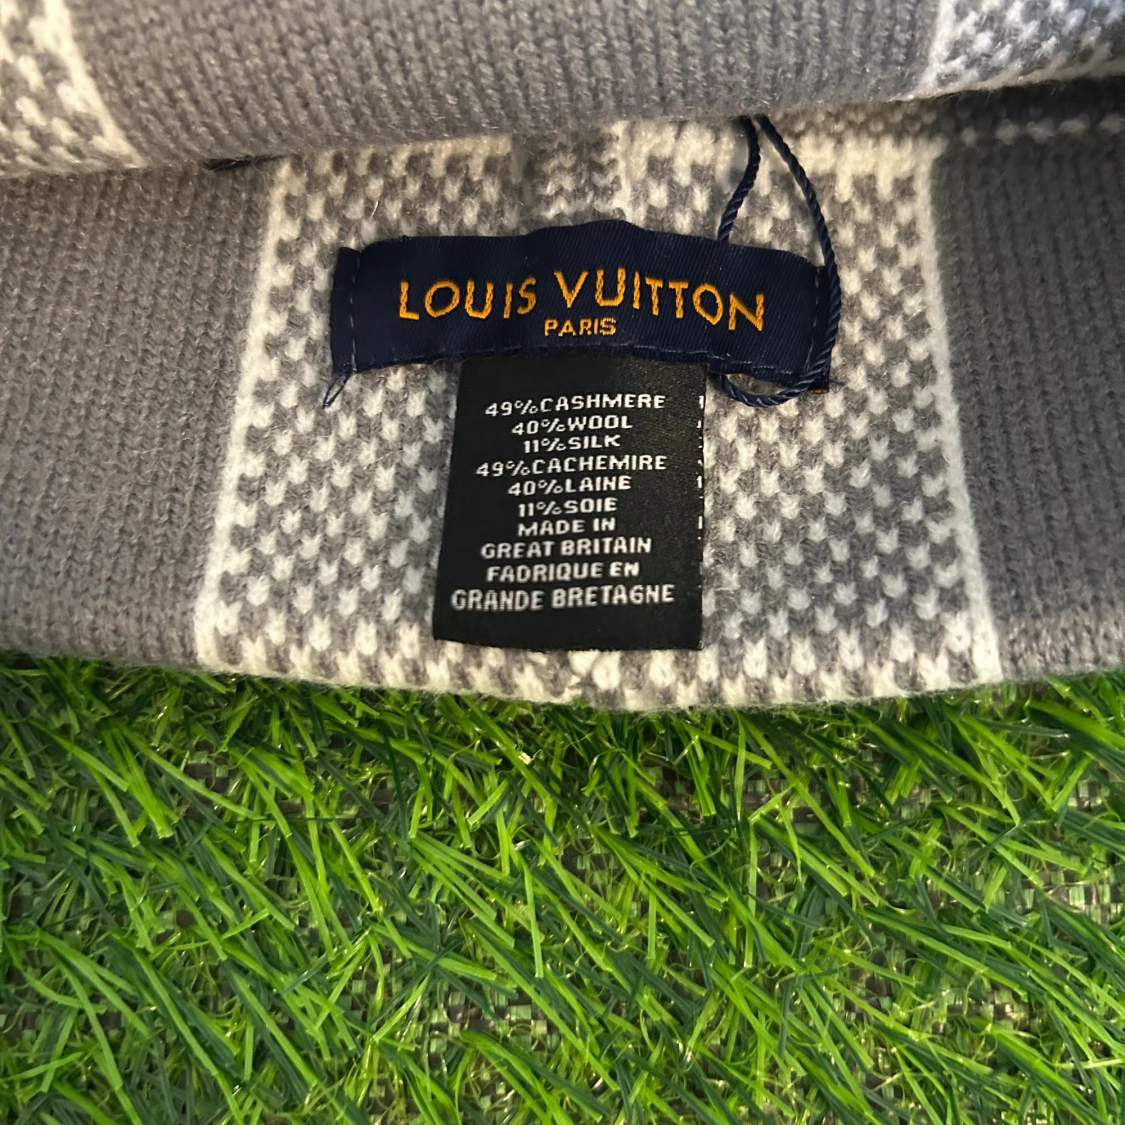 LOUIS VUITTON
PARIS
49%CASHMERE
40%WOOL
11%SILK
49%CACHEMIRE
40%LAINE
11%SOIE
MADE IN
GREAT BRITAIN
FADRIQUE EN
GRANDE BRETAGNE